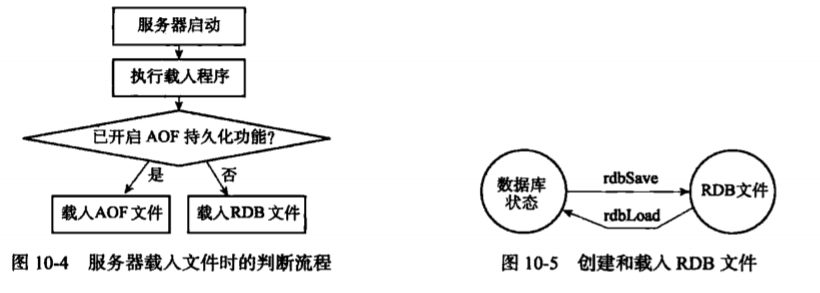 服务器启动
执行载入程序
已开启 AOF 持久化功能?
是
否
载入AOF文件
载入RDB文件
图 10-4 服务器载入文件时的判断流程
数据库
状态
rdbSave
RDB文件
rdbLoad
图 10-5 创建和载入 RDB 文件